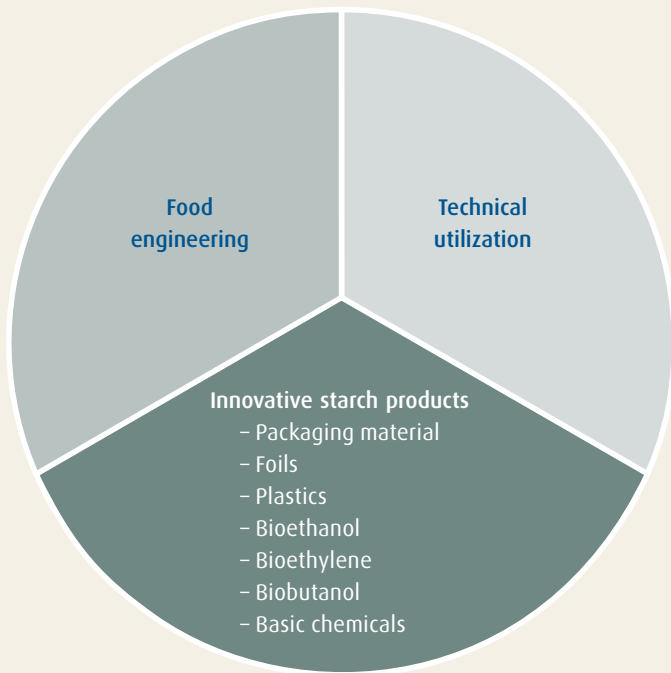 Food
engineering
Technical
utilization
Innovative starch products
– Packaging material
– Foils
– Plastics
– Bioethanol
– Bioethylene
– Biobutanol
– Basic chemicals